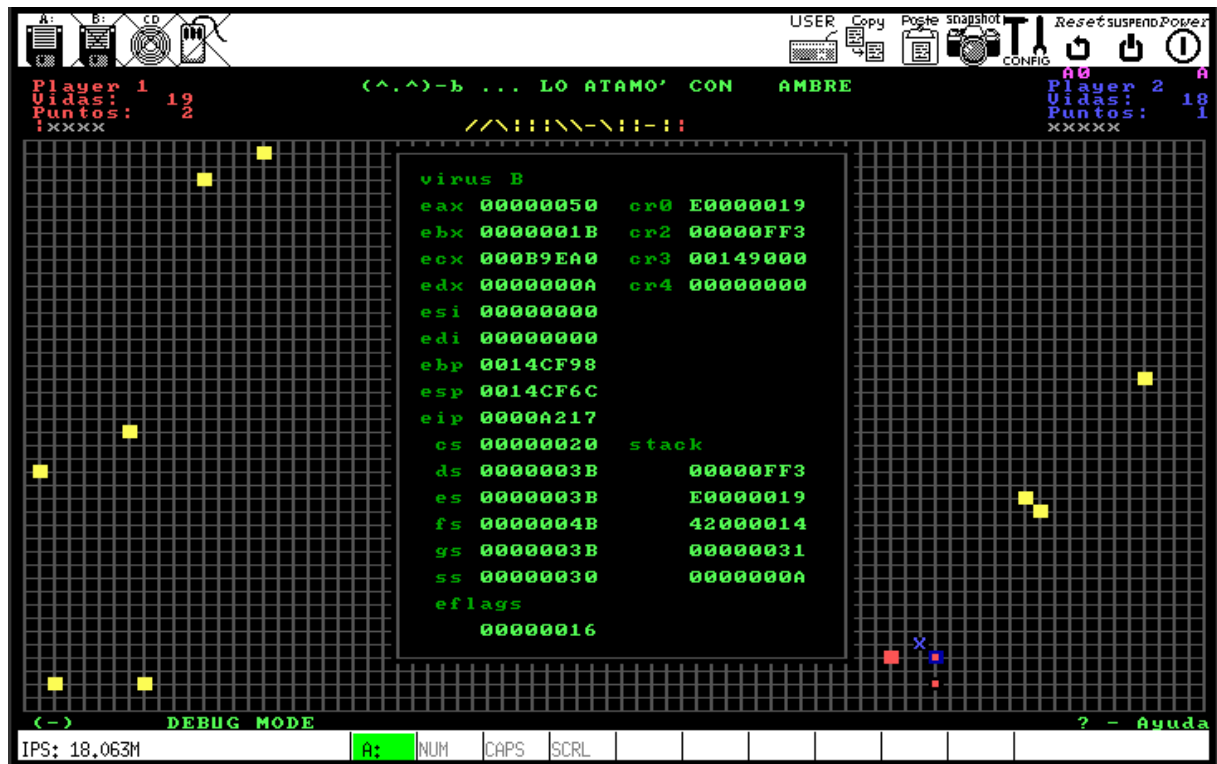 A: B: CD USER Copy Paste snapshot CONFIG Reset SUSPEND Power
A0 A
Player 1 (^.^)-b ... LO ATAMO' CON AMBRE Player 2
Vidas: 19 Vidas: 18
Puntos: 2 Puntos: 1
xxxx //\¦¦¦\\-\¦¦-¦¦ xxxxx
virus B
eax 00000050 cr0 E0000019
ebx 0000001B cr2 00000FF3
ecx 000B9EA0 cr3 00149000
edx 0000000A cr4 00000000
esi 00000000
edi 00000000
ebp 0014CF98
esp 0014CF6C
eip 0000A217
cs 00000020 stack
ds 0000003B 00000FF3
es 0000003B E0000019
fs 0000004B 42000014
gs 0000003B 00000031
ss 00000030 0000000A
eflags
00000016
x
(-) DEBUG MODE ? - Ayuda
IPS: 18.063M A: NUM CAPS SCRL